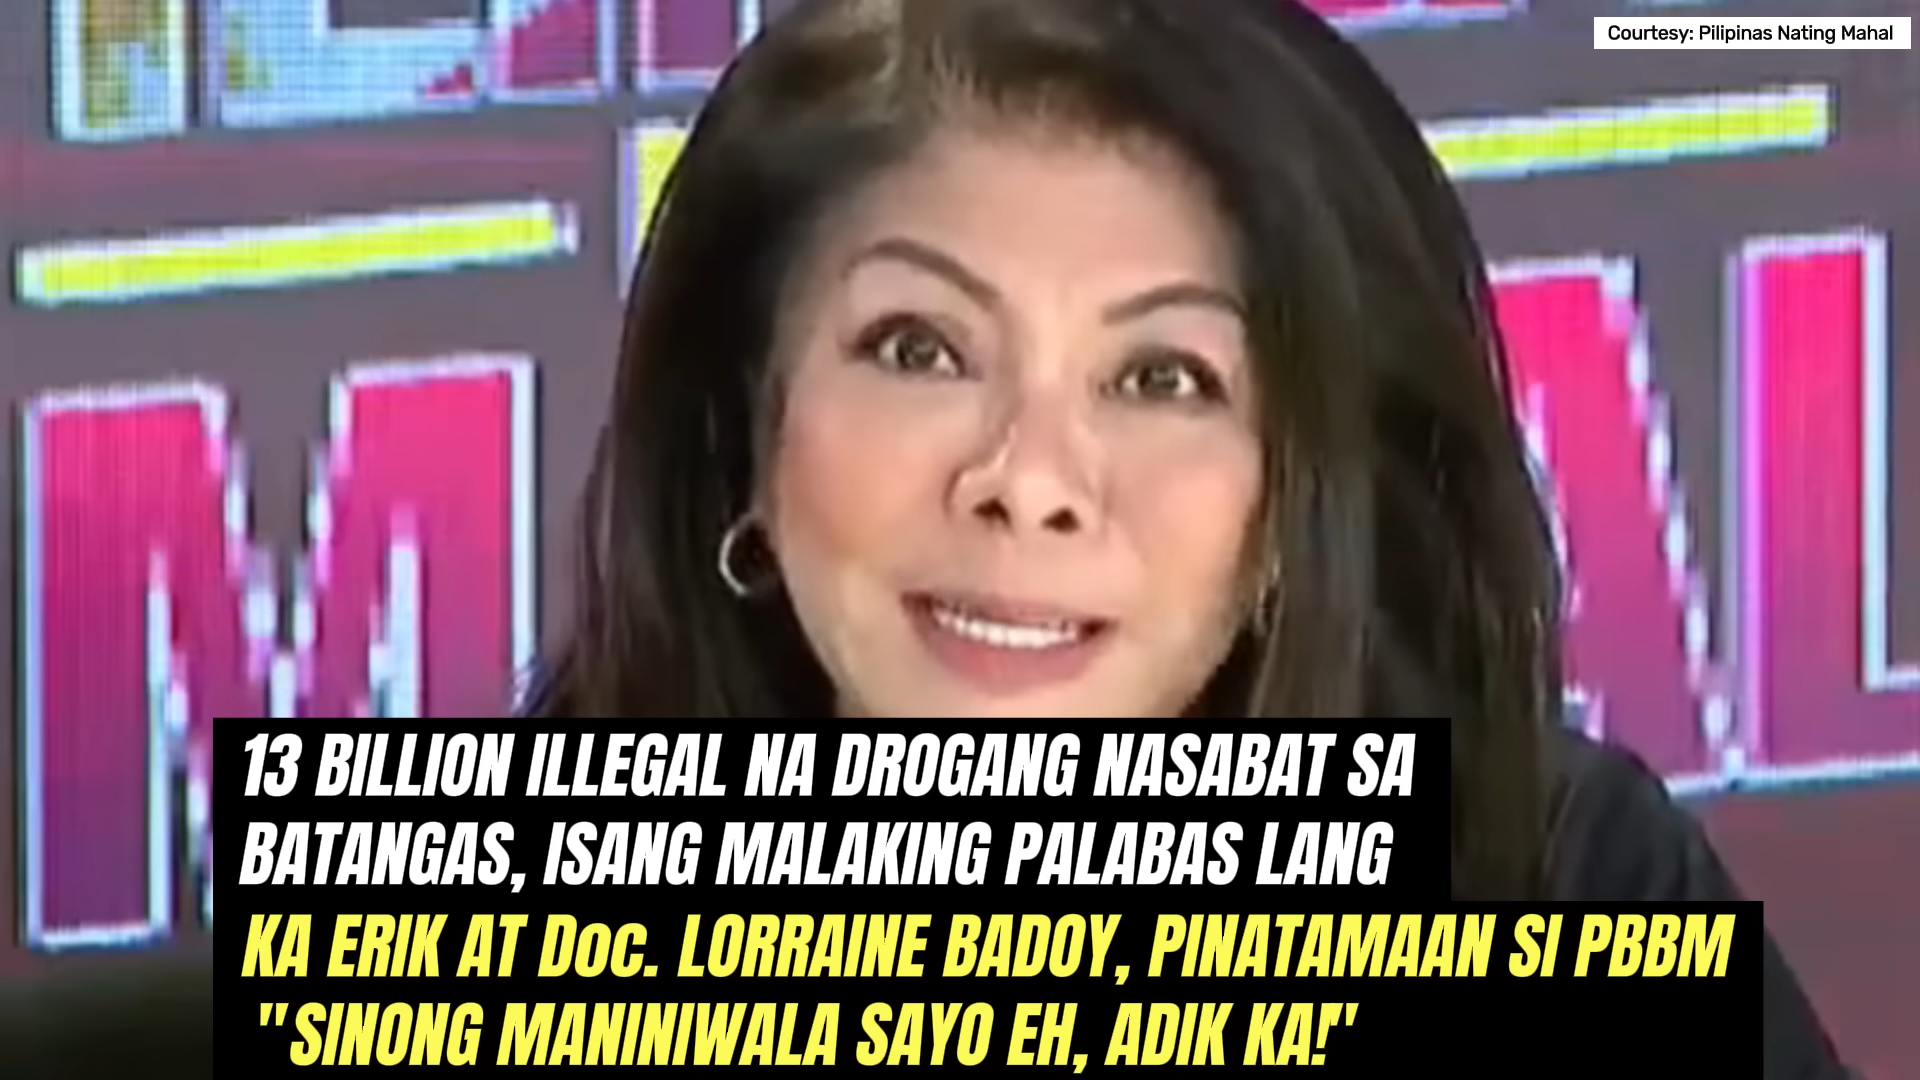 Courtesy: Pilipinas Nating Mahal
13 BILLION ILLEGAL NA DROGANG NASABAT SA
BATANGAS, ISANG MALAKING PALABAS LANG
KA ERIK AT Doc. LORRAINE BADOY, PINATAMAAN SI PBBM
"SINONG MANINIWALA SAYO EH, ADIK KA!"